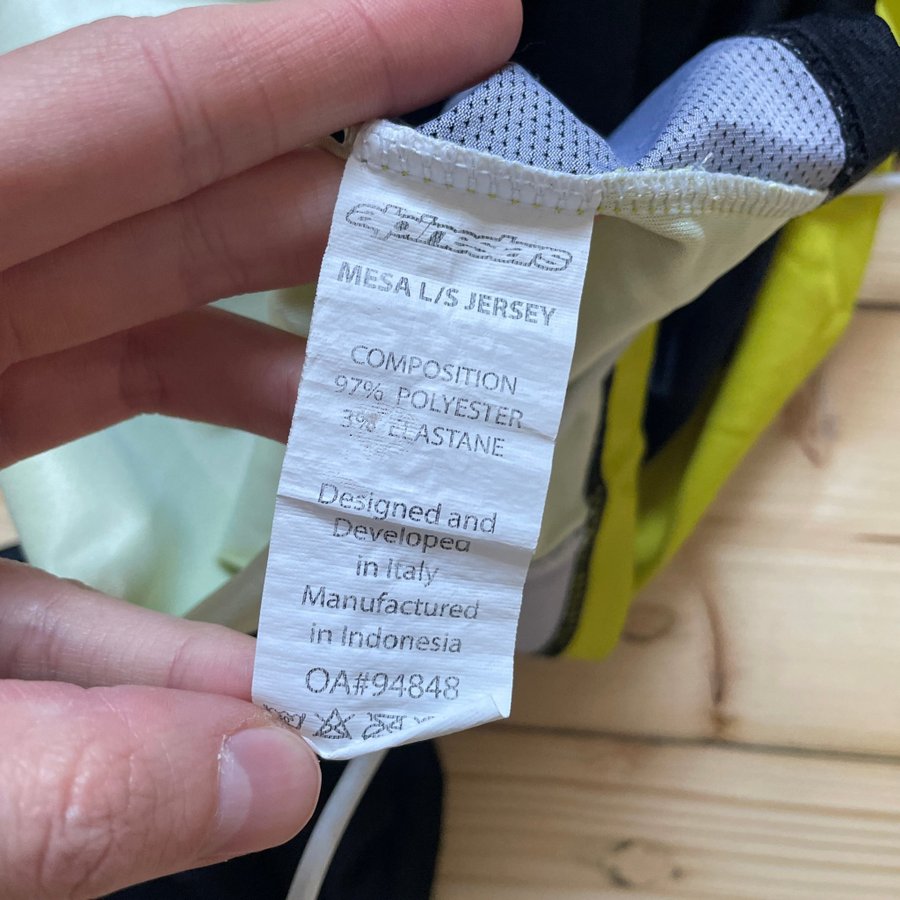 alpinestars
MESA L/S JERSEY
COMPOSITION
97% POLYESTER
3% ELASTANE
Designed and
Developed
in Italy
Manufactured
in Indonesia
OA#94848